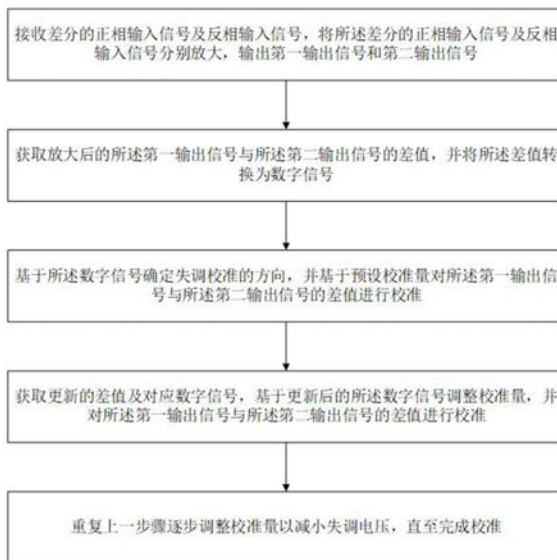 接收差分的正相输入信号及反相输入信号，将所述差分的正相输入信号及反相
输入信号分别放大，输出第一输出信号和第二输出信号
获取放大后的所述第一输出信号与所述第二输出信号的差值，并将所述差值转
换为数字信号
基于所述数字信号确定失调校准的方向，并基于预设校准量对所述第一输出信
号与所述第二输出信号的差值进行校准
获取更新的差值及对应数字信号，基于更新后的所述数字信号调整校准量，并
对所述第一输出信号与所述第二输出信号的差值进行校准
重复上一步骤逐步调整校准量以减小失调电压，直至完成校准